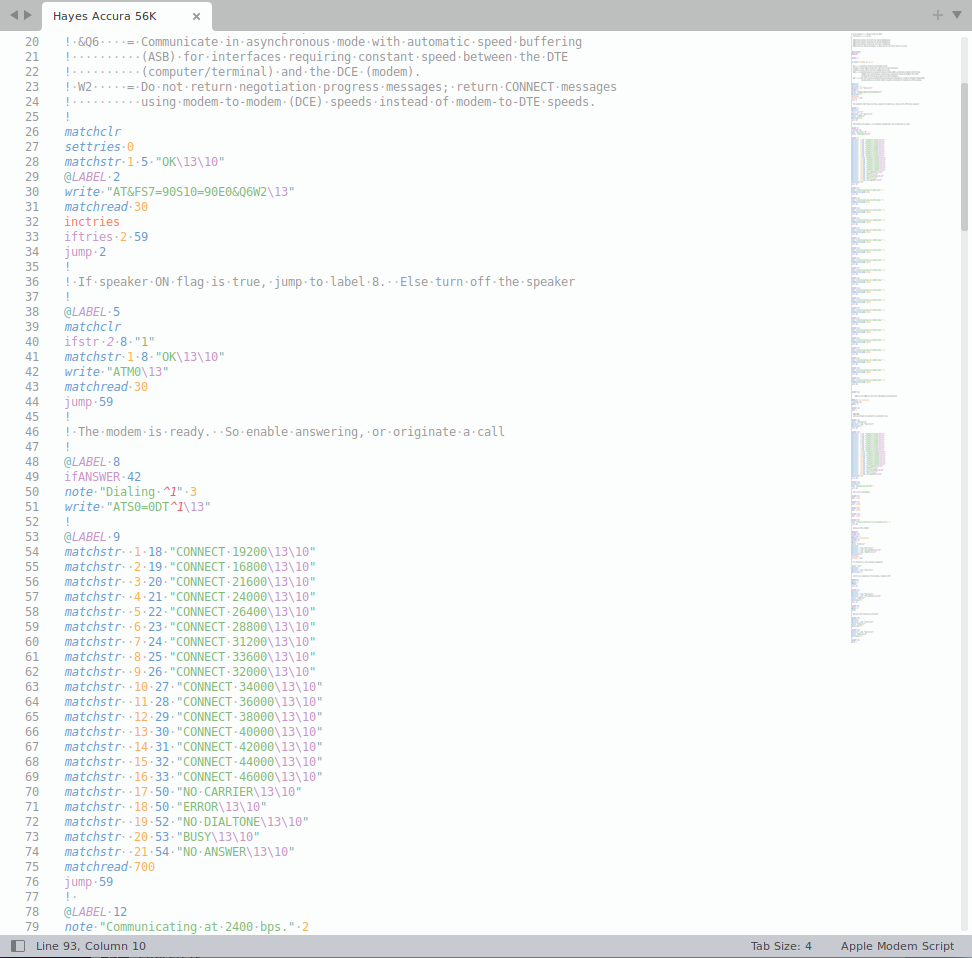 Hayes Accura 56K
20 ! &Q6 = Communicate in asynchronous mode with automatic speed buffering
21 ! (ASB) for interfaces requiring constant speed between the DTE
22 ! (computer/terminal) and the DCE (modem).
23 ! W2 = Do not return negotiation progress messages; return CONNECT messages
24 ! using modem-to-modem (DCE) speeds instead of modem-to-DTE speeds.
25 !
26 matchclr
27 settries 0
28 matchstr 1 5 "OK\13\10"
29 @LABEL 2
30 write "AT&FS7=90S10=90E0&Q6W2\13"
31 matchread 30
32 inctries
33 iftries 2 59
34 jump 2
35 !
36 ! If speaker ON flag is true, jump to label 8.  Else turn off the speaker
37 !
38 @LABEL 5
39 matchclr
40 ifstr 2 8 "1"
41 matchstr 1 8 "OK\13\10"
42 write "ATM0\13"
43 matchread 30
44 jump 59
45 !
46 ! The modem is ready.  So enable answering, or originate a call
47 !
48 @LABEL 8
49 ifANSWER 42
50 note "Dialing ^1" 3
51 write "ATS0=0DT^1\13"
52 !
53 @LABEL 9
54 matchstr  1 18 "CONNECT 19200\13\10"
55 matchstr  2 19 "CONNECT 16800\13\10"
56 matchstr  3 20 "CONNECT 21600\13\10"
57 matchstr  4 21 "CONNECT 24000\13\10"
58 matchstr  5 22 "CONNECT 26400\13\10"
59 matchstr  6 23 "CONNECT 28800\13\10"
60 matchstr  7 24 "CONNECT 31200\13\10"
61 matchstr  8 25 "CONNECT 33600\13\10"
62 matchstr  9 26 "CONNECT 32000\13\10"
63 matchstr  10 27 "CONNECT 34000\13\10"
64 matchstr  11 28 "CONNECT 36000\13\10"
65 matchstr  12 29 "CONNECT 38000\13\10"
66 matchstr  13 30 "CONNECT 40000\13\10"
67 matchstr  14 31 "CONNECT 42000\13\10"
68 matchstr  15 32 "CONNECT 44000\13\10"
69 matchstr  16 33 "CONNECT 46000\13\10"
70 matchstr  17 50 "NO CARRIER\13\10"
71 matchstr  18 50 "ERROR\13\10"
72 matchstr  19 52 "NO DIALTONE\13\10"
73 matchstr  20 53 "BUSY\13\10"
74 matchstr  21 54 "NO ANSWER\13\10"
75 matchread 700
76 jump 59
77 !
78 @LABEL 12
79 note "Communicating at 2400 bps." 2
Line 93, Column 10 Tab Size: 4 Apple Modem Script